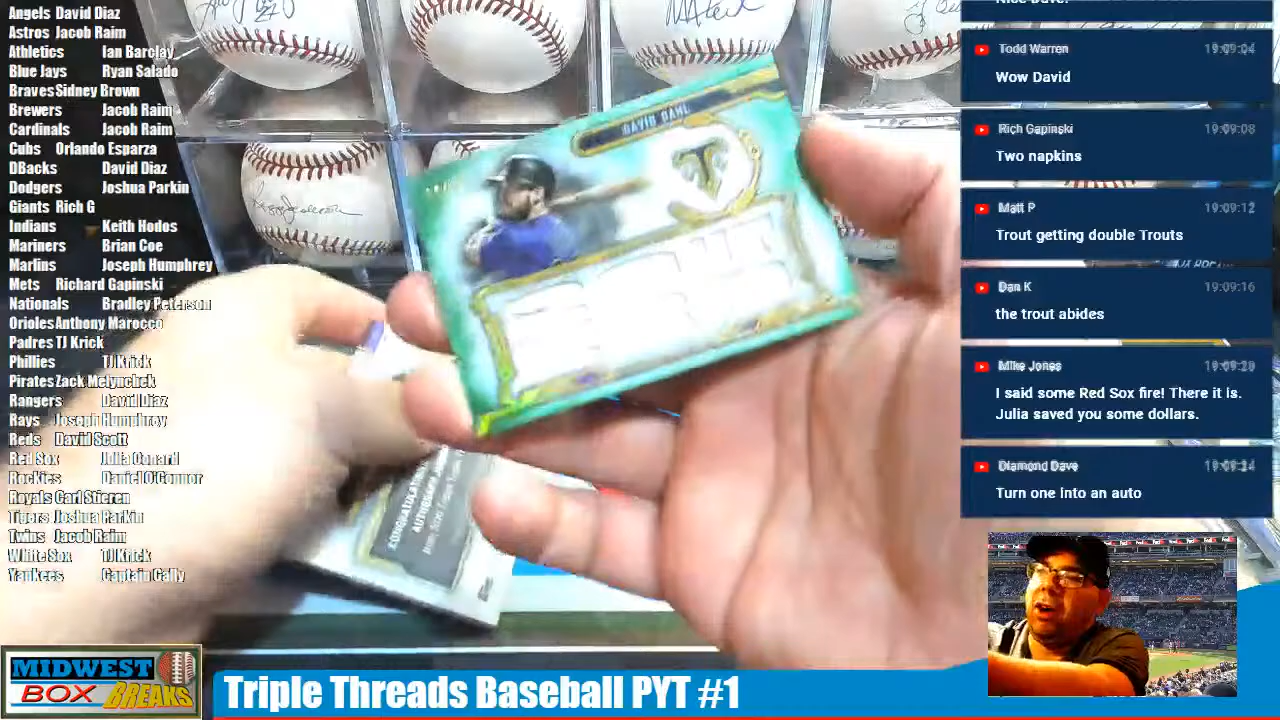 Angels David Diaz
Astros Jacob Raim
Athletics Ian Barclay
Blue Jays Ryan Salado
Braves Sidney Brown
Brewers Jacob Raim
Cardinals Jacob Raim
Cubs Orlando Esparza
DBacks David Diaz
Dodgers Joshua Parkin
Giants Rich G
Indians Keith Hodos
Mariners Brian Coe
Marlins Joseph Humphrey
Mets Richard Gapinski
Nationals Bradley Peterson
Orioles Anthony Marocco
Padres TJ Krick
Phillies TJ Krick
Pirates Zack Melynchek
Rangers David Diaz
Rays Joseph Humphrey
Reds David Scott
Red Sox Julia Conard
Rockies Daniel O'Connor
Royals Carl Stieren
Tigers Joshua Parkin
Twins Jacob Raim
White Sox TJ Krick
Yankees Captain Cally
DAVID DAHL
T
CONGRATULATIONS
MIDWEST
BOX BREAKS
Triple Threads Baseball PYT #1
Todd Warren 19:09:04
Wow David
Rich Gapinski 19:09:08
Two napkins
Matt P 19:09:12
Trout getting double Trouts
Dan K 19:09:16
the trout abides
Mike Jones 19:09:20
I said some Red Sox fire! There it is.
Julia saved you some dollars.
Diamond Dave 19:09:24
Turn one into an auto